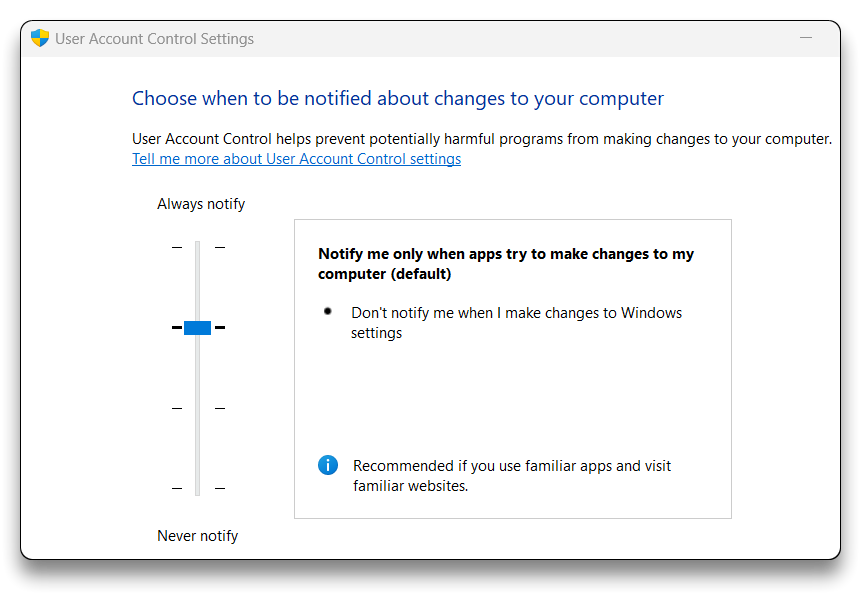 User Account Control Settings
Choose when to be notified about changes to your computer
User Account Control helps prevent potentially harmful programs from making changes to your computer.
Tell me more about User Account Control settings
Always notify
Notify me only when apps try to make changes to my
computer (default)
Don't notify me when I make changes to Windows
settings
Recommended if you use familiar apps and visit
familiar websites.
Never notify